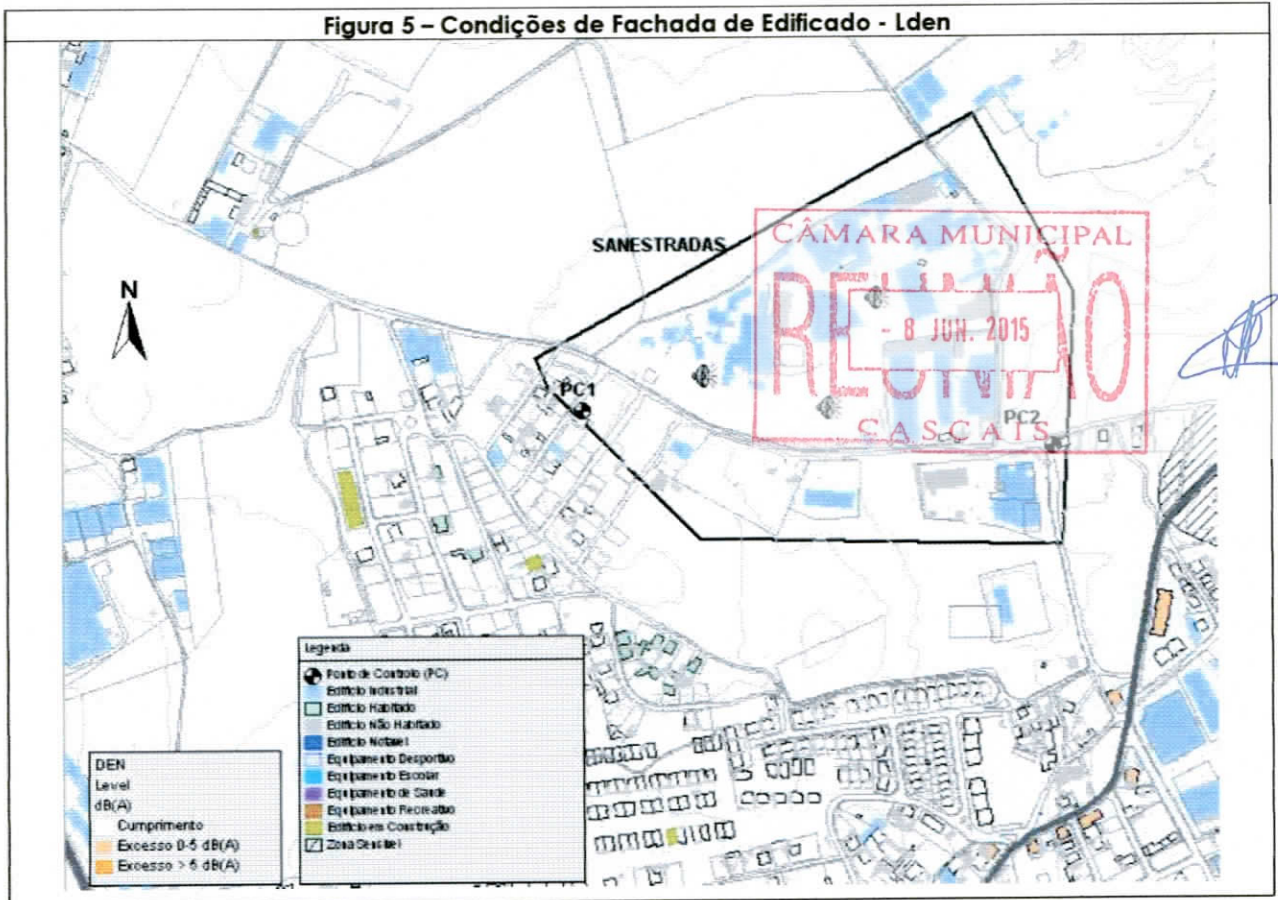 Figura 5 – Condições de Fachada de Edificado - Lden
SANESTRADAS
CÂMARA MUNICIPAL
REUNIÃO
- 8 JUN. 2015
CASCAIS
N
PC1
PC2
Legenda
Ponto de Controlo (PC)
Edifício Industrial
Edifício Habitado
Edifício Não Habitado
Edifício Notável
Equipamento Desportivo
Equipamento Escolar
Equipamento de Saúde
Equipamento Recreativo
Edifício em Construção
Zona Sensível
DEN
Level
dB(A)
Cumprimento
Excesso 0-5 dB(A)
Excesso > 5 dB(A)